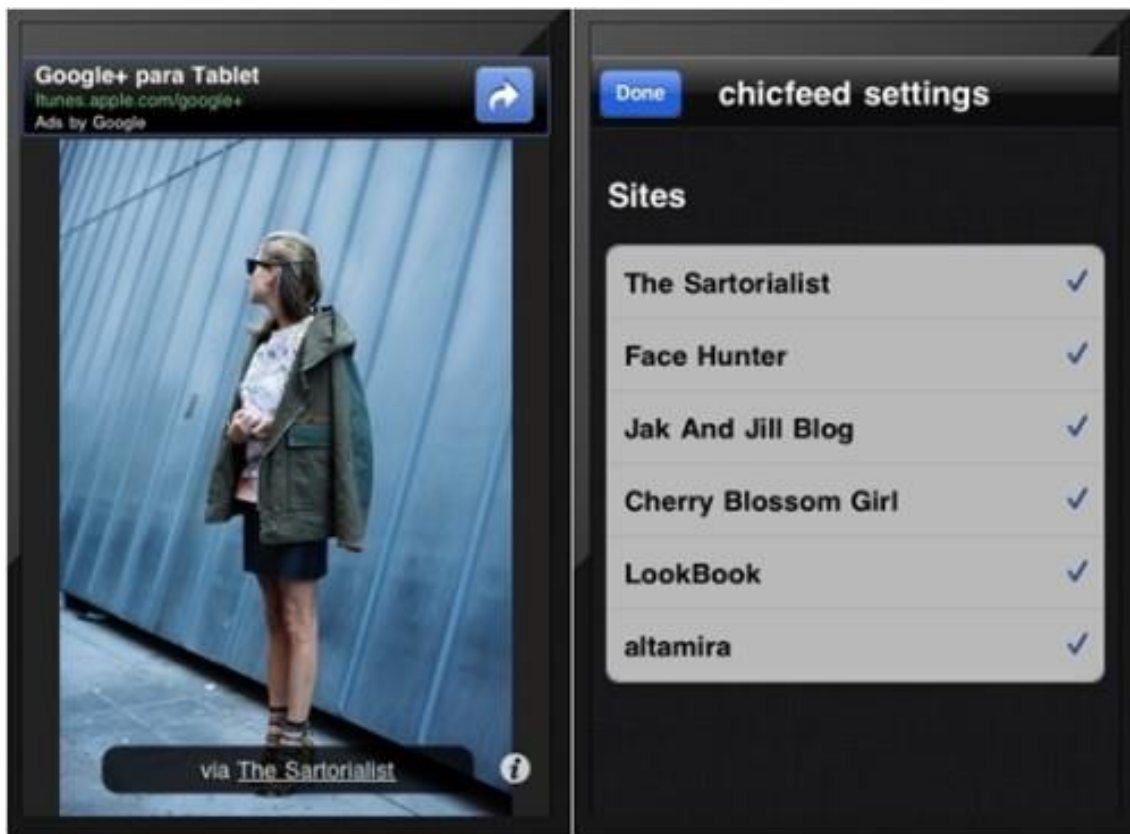 Google+ para Tablet
itunes.apple.com/google+
Ads by Google
via The Sartorialist
Done
chicfeed settings
Sites
The Sartorialist
Face Hunter
Jak And Jill Blog
Cherry Blossom Girl
LookBook
altamira